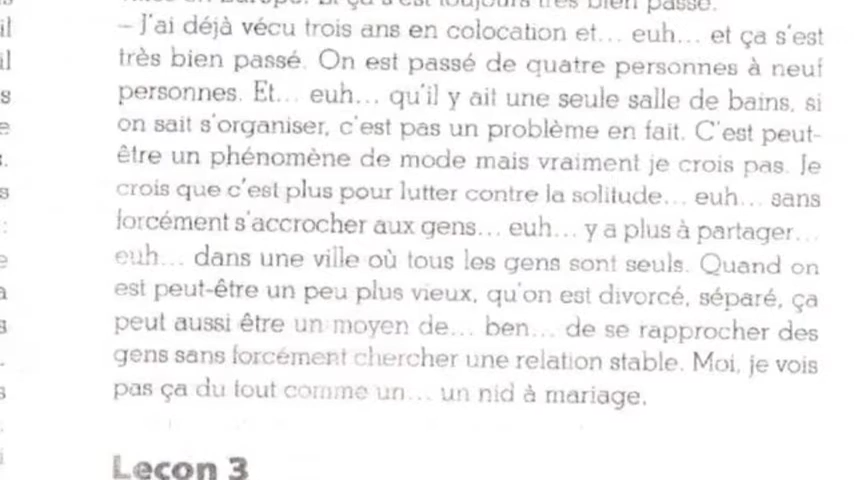 – J'ai déjà vécu trois ans en colocation et... euh... et ça s'est
très bien passé. On est passé de quatre personnes à neuf
personnes. Et... euh... qu'il y ait une seule salle de bains, si
on sait s'organiser, c'est pas un problème en fait. C'est peut-
être un phénomène de mode mais vraiment je crois pas. Je
crois que c'est plus pour lutter contre la solitude... euh... sans
forcément s'accrocher aux gens... euh... y a plus à partager...
euh... dans une ville où tous les gens sont seuls. Quand on
est peut-être un peu plus vieux, qu'on est divorcé, séparé, ça
peut aussi être un moyen de... ben... de se rapprocher des
gens sans forcément chercher une relation stable. Moi, je vois
pas ça du tout comme un... un nid à mariage.
Leçon 3